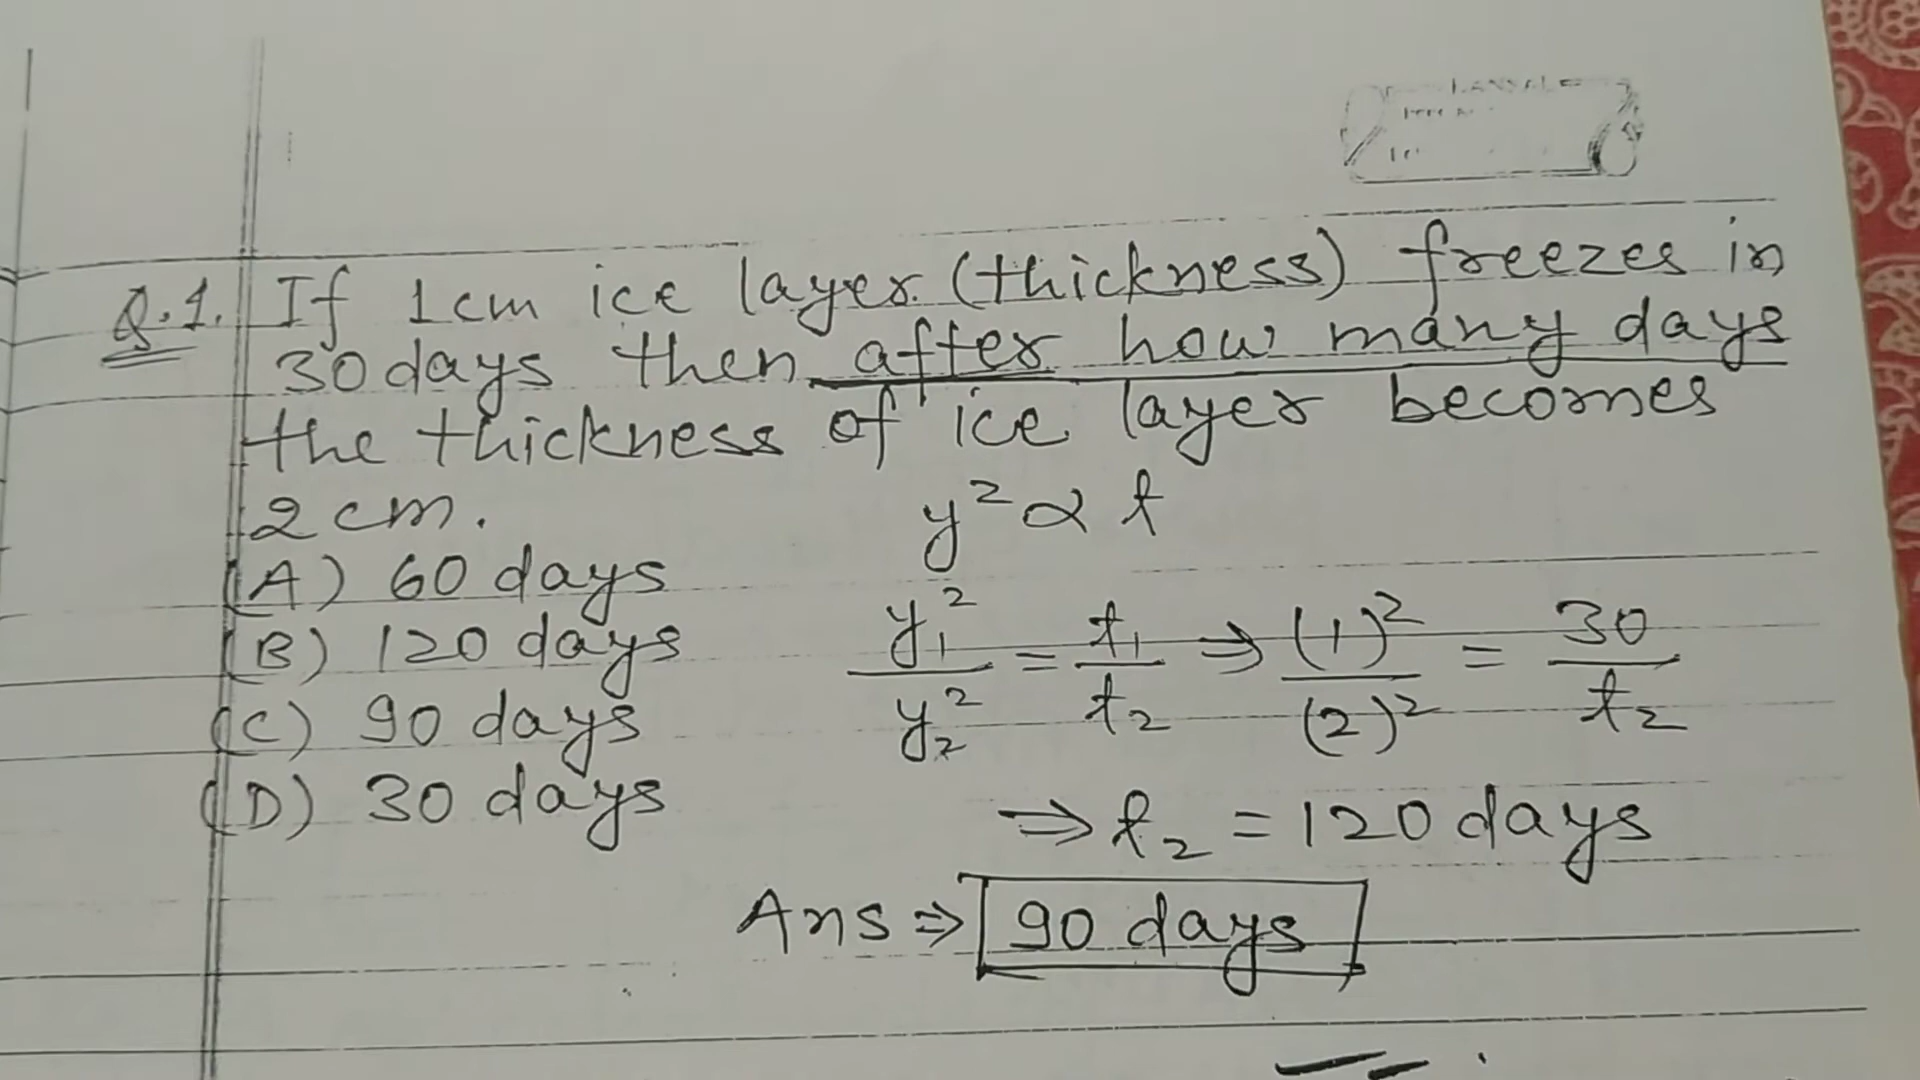 Q.1. If 1cm ice layer (thickness) freezes in
30 days then after how many days
the thickness of ice layer becomes
2 cm.
(A) 60 days
(B) 120 days
(C) 90 days
(D) 30 days
y² ∝ t
y₁²/y₂² = t₁/t₂ ⇒ (1)²/(2)² = 30/t₂
⇒ t₂ = 120 days
Ans ⇒ 90 days